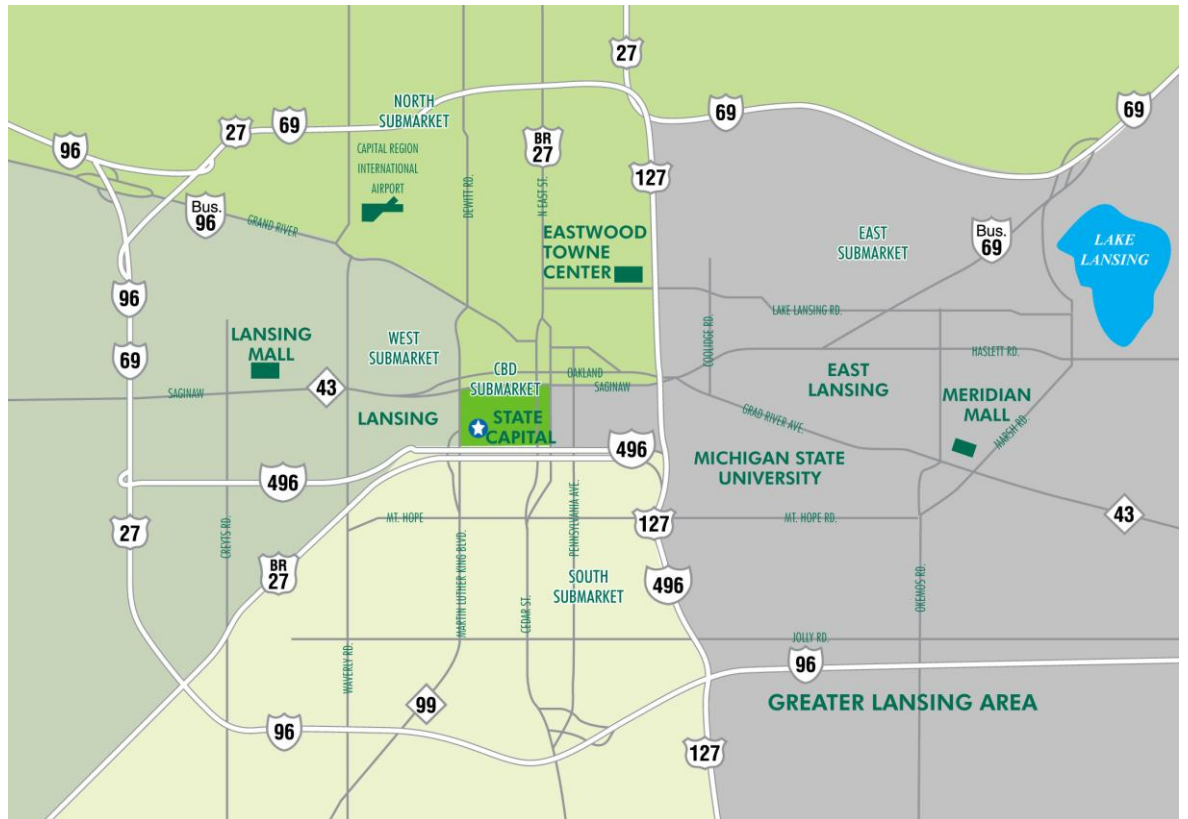 27
69
69
NORTH
SUBMARKET
69
27
96
BR
27
CAPITAL REGION
INTERNATIONAL
AIRPORT
127
DEWITT RD.
N EAST ST.
Bus.
96
GRAND RIVER
EASTWOOD
TOWNE
CENTER
EAST
SUBMARKET
Bus.
69
LAKE
LANSING
96
LAKE LANSING RD.
COOLIDGE RD.
LANSING
MALL
WEST
SUBMARKET
69
HASLETT RD.
CBD
SUBMARKET
OAKLAND
SAGINAW
EAST
LANSING
SAGINAW
43
MERIDIAN
MALL
LANSING
STATE
CAPITAL
GRAD RIVER AVE.
MARSH RD.
496
MICHIGAN STATE
UNIVERSITY
496
PENNSYLVANIA AVE.
MT. HOPE
127
MT. HOPE RD.
43
27
CREYTS RD.
BR
27
SOUTH
SUBMARKET
496
MARTIN LUTHER KING BLVD.
CEDAR ST.
OKEMOS RD.
JOLLY RD.
WAVERLY RD.
96
99
GREATER LANSING AREA
96
127